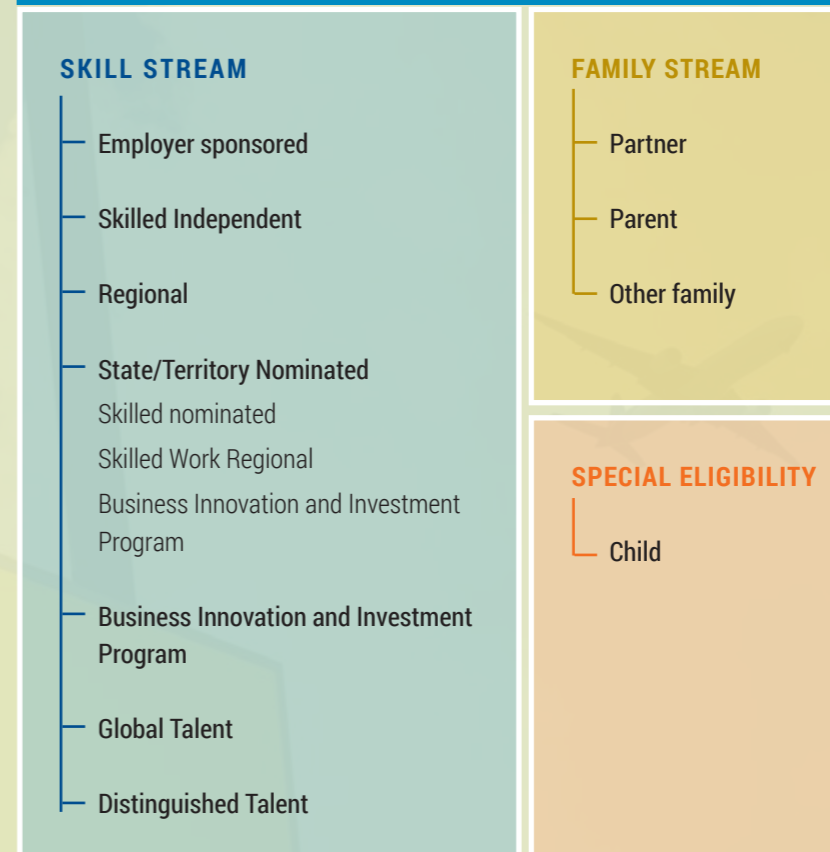 SKILL STREAM
Employer sponsored
Skilled Independent
Regional
State/Territory Nominated
Skilled nominated
Skilled Work Regional
Business Innovation and Investment
Program
Business Innovation and Investment
Program
Global Talent
Distinguished Talent
FAMILY STREAM
Partner
Parent
Other family
SPECIAL ELIGIBILITY
Child